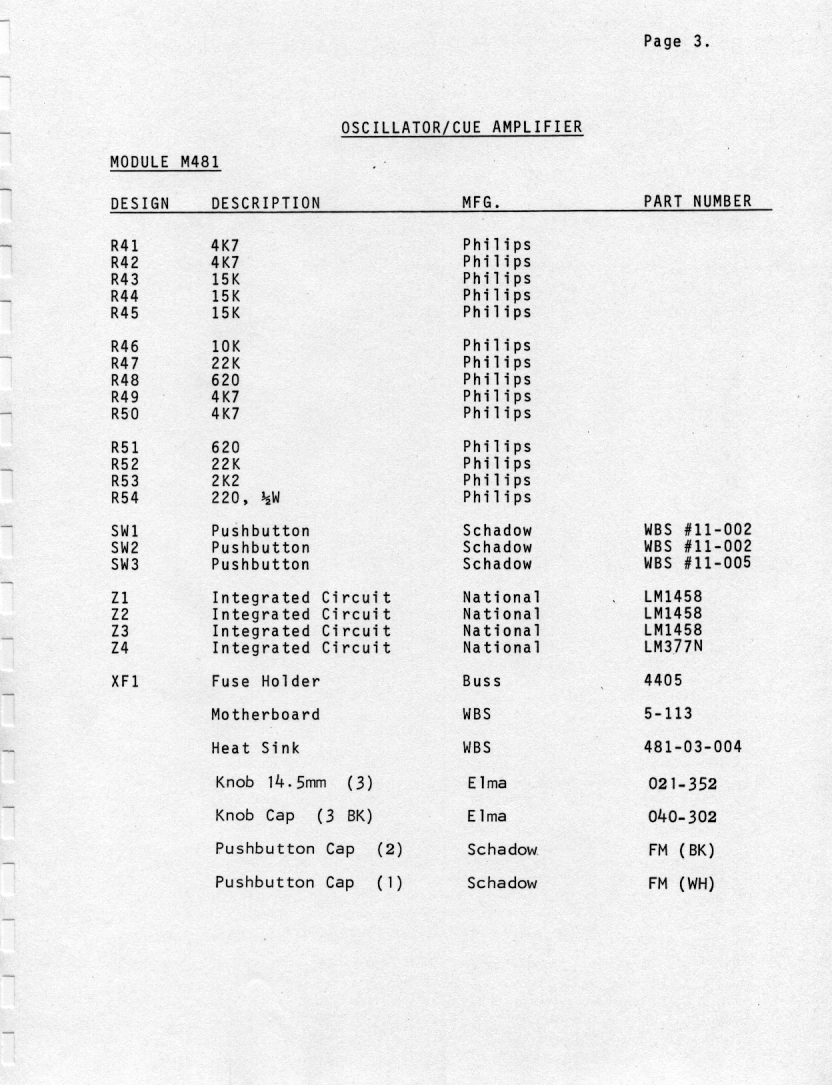 Page 3.
OSCILLATOR/CUE AMPLIFIER
MODULE M481
DESIGN DESCRIPTION MFG. PART NUMBER
R41 4K7 Philips
R42 4K7 Philips
R43 15K Philips
R44 15K Philips
R45 15K Philips
R46 10K Philips
R47 22K Philips
R48 620 Philips
R49 4K7 Philips
R50 4K7 Philips
R51 620 Philips
R52 22K Philips
R53 2K2 Philips
R54 220, ½W Philips
SW1 Pushbutton Schadow WBS #11-002
SW2 Pushbutton Schadow WBS #11-002
SW3 Pushbutton Schadow WBS #11-005
Z1 Integrated Circuit National LM1458
Z2 Integrated Circuit National LM1458
Z3 Integrated Circuit National LM1458
Z4 Integrated Circuit National LM377N
XF1 Fuse Holder Buss 4405
Motherboard WBS 5-113
Heat Sink WBS 481-03-004
Knob 14.5mm (3) Elma 021-352
Knob Cap (3 BK) Elma 040-302
Pushbutton Cap (2) Schadow FM (BK)
Pushbutton Cap (1) Schadow FM (WH)